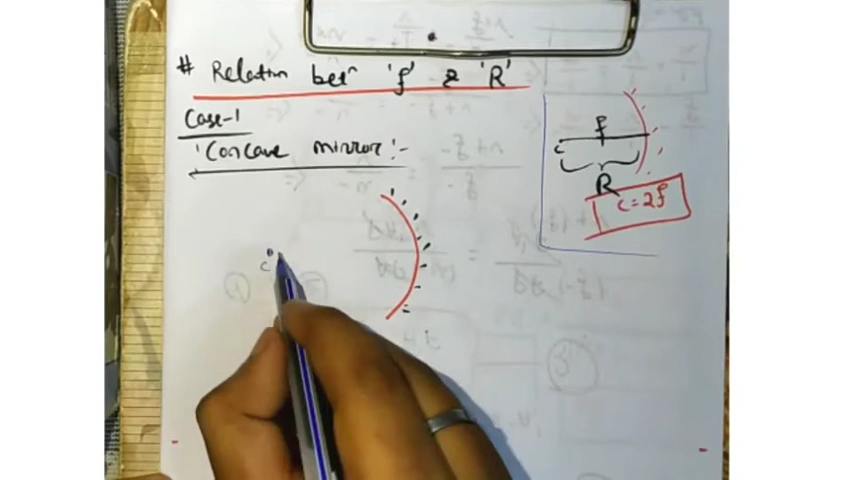 # Relation betn 'f' & 'R'
Case-1
'Concave mirror':-
f
C
R
C = 2f
C